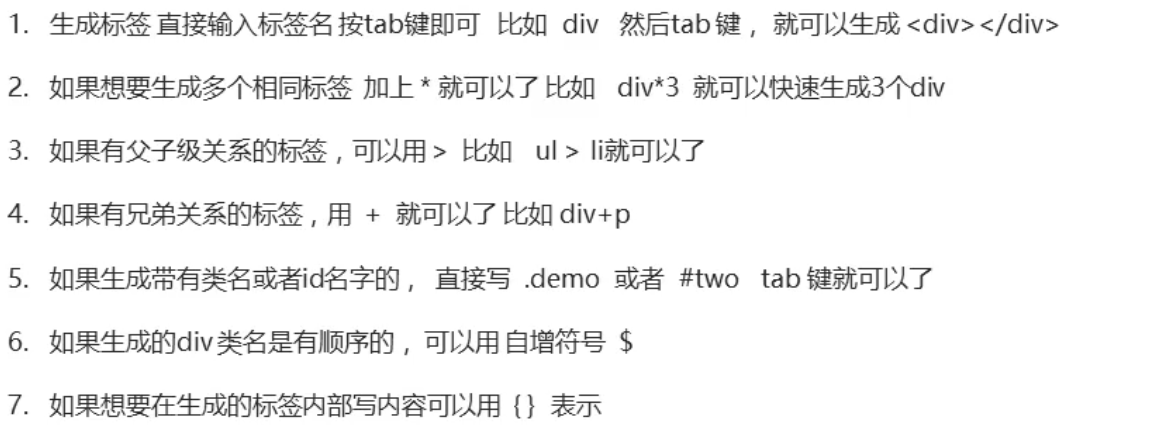 1. 生成标签 直接输入标签名 按tab键即可 比如 div 然后tab 键， 就可以生成 <div></div>
2. 如果想要生成多个相同标签 加上 * 就可以了 比如 div*3 就可以快速生成3个div
3. 如果有父子级关系的标签，可以用 > 比如 ul > li就可以了
4. 如果有兄弟关系的标签，用 + 就可以了 比如 div+p
5. 如果生成带有类名或者id名字的， 直接写 .demo 或者 #two tab 键就可以了
6. 如果生成的div 类名是有顺序的， 可以用 自增符号 $
7. 如果想要在生成的标签内部写内容可以用 { } 表示